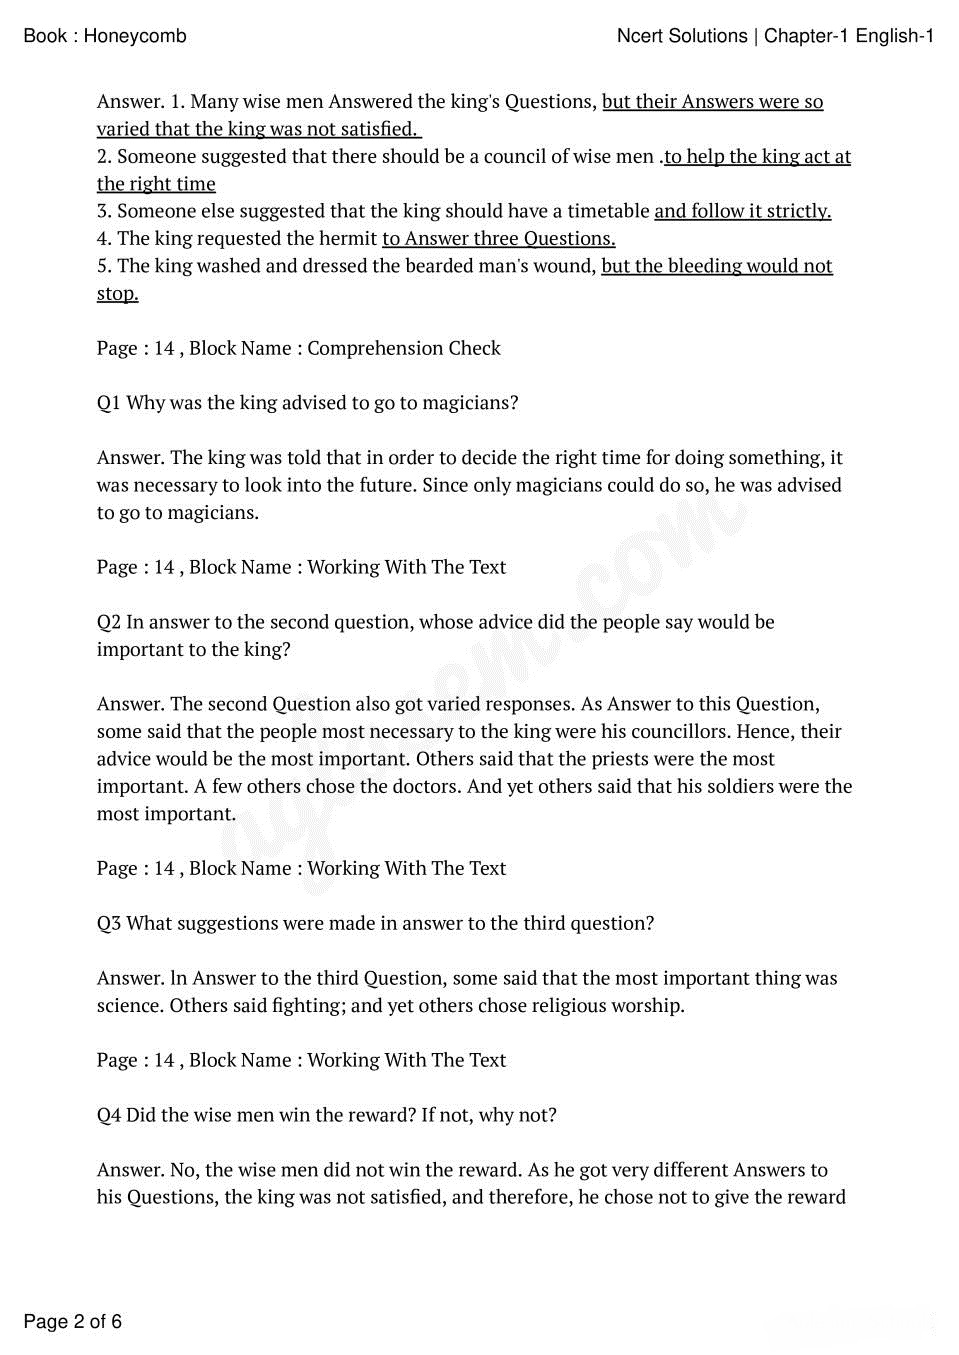 Book : Honeycomb
Ncert Solutions | Chapter-1 English-1
Answer. 1. Many wise men Answered the king's Questions, but their Answers were so
varied that the king was not satisfied.
2. Someone suggested that there should be a council of wise men .to help the king act at
the right time
3. Someone else suggested that the king should have a timetable and follow it strictly.
4. The king requested the hermit to Answer three Questions.
5. The king washed and dressed the bearded man's wound, but the bleeding would not
stop.
Page : 14 , Block Name : Comprehension Check
Q1 Why was the king advised to go to magicians?
Answer. The king was told that in order to decide the right time for doing something, it
was necessary to look into the future. Since only magicians could do so, he was advised
to go to magicians.
Page : 14 , Block Name : Working With The Text
Q2 In answer to the second question, whose advice did the people say would be
important to the king?
Answer. The second Question also got varied responses. As Answer to this Question,
some said that the people most necessary to the king were his councillors. Hence, their
advice would be the most important. Others said that the priests were the most
important. A few others chose the doctors. And yet others said that his soldiers were the
most important.
Page : 14 , Block Name : Working With The Text
Q3 What suggestions were made in answer to the third question?
Answer. ln Answer to the third Question, some said that the most important thing was
science. Others said fighting; and yet others chose religious worship.
Page : 14 , Block Name : Working With The Text
Q4 Did the wise men win the reward? If not, why not?
Answer. No, the wise men did not win the reward. As he got very different Answers to
his Questions, the king was not satisfied, and therefore, he chose not to give the reward
aglasem.com
Page 2 of 6